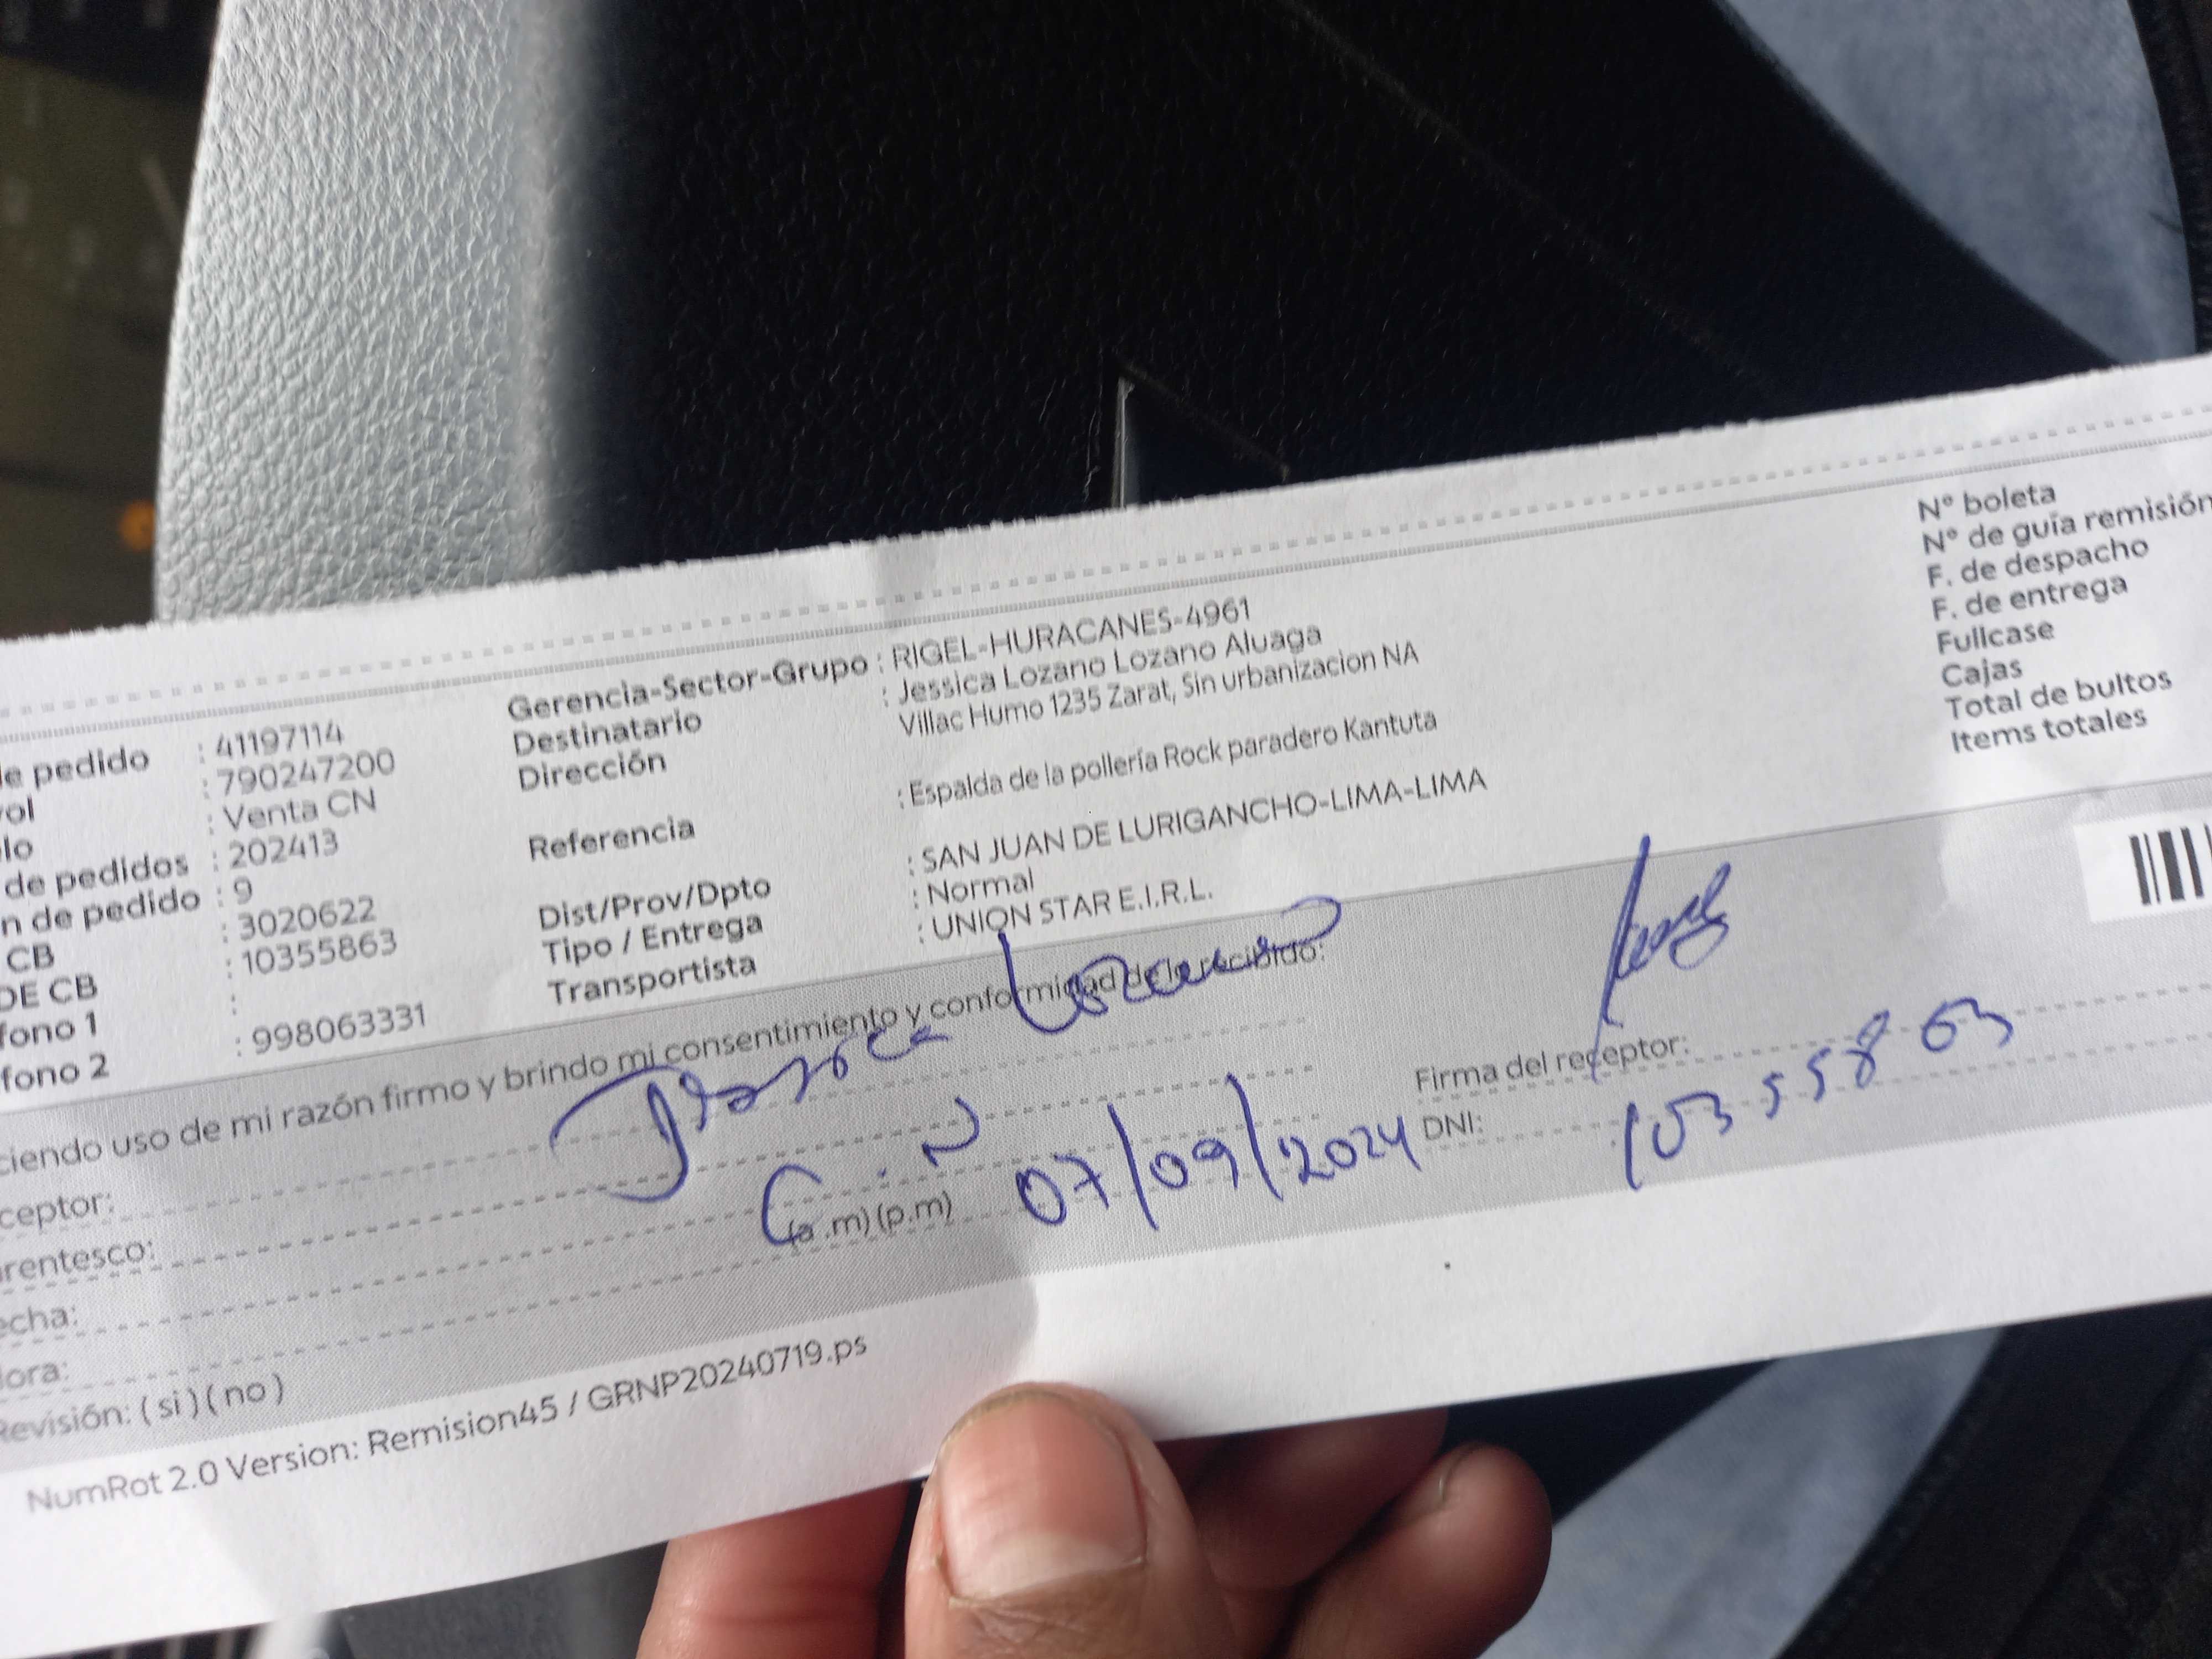 e pedido : 41197114
ol : 790247200
lo : Venta CN
de pedidos : 202413
n de pedido : 9
CB : 3020622
DE CB : 10355863
fono 1 :
fono 2 : 998063331
Gerencia-Sector-Grupo : RIGEL-HURACANES-4961
Destinatario : Jessica Lozano Lozano Aluaga
Dirección Villac Humo 1235 Zarat, Sin urbanizacion NA
Referencia : Espalda de la pollería Rock paradero Kantuta
Dist/Prov/Dpto : SAN JUAN DE LURIGANCHO-LIMA-LIMA
Tipo / Entrega : Normal
Transportista : UNION STAR E.I.R.L.
N° boleta
N° de guía remisión
F. de despacho
F. de entrega
Fullcase
Cajas
Total de bultos
Items totales
ciendo uso de mi razón firmo y brindo mi consentimiento y conformidad de lo recibido:
ceptor: Lozano
rentesco:
echa: 07/09/2024
ora: (a .m) (p.m)
Revisión: ( si ) ( no )
Firma del receptor:
DNI: 10355863
NumRot 2.0 Version: Remision45 / GRNP20240719.ps